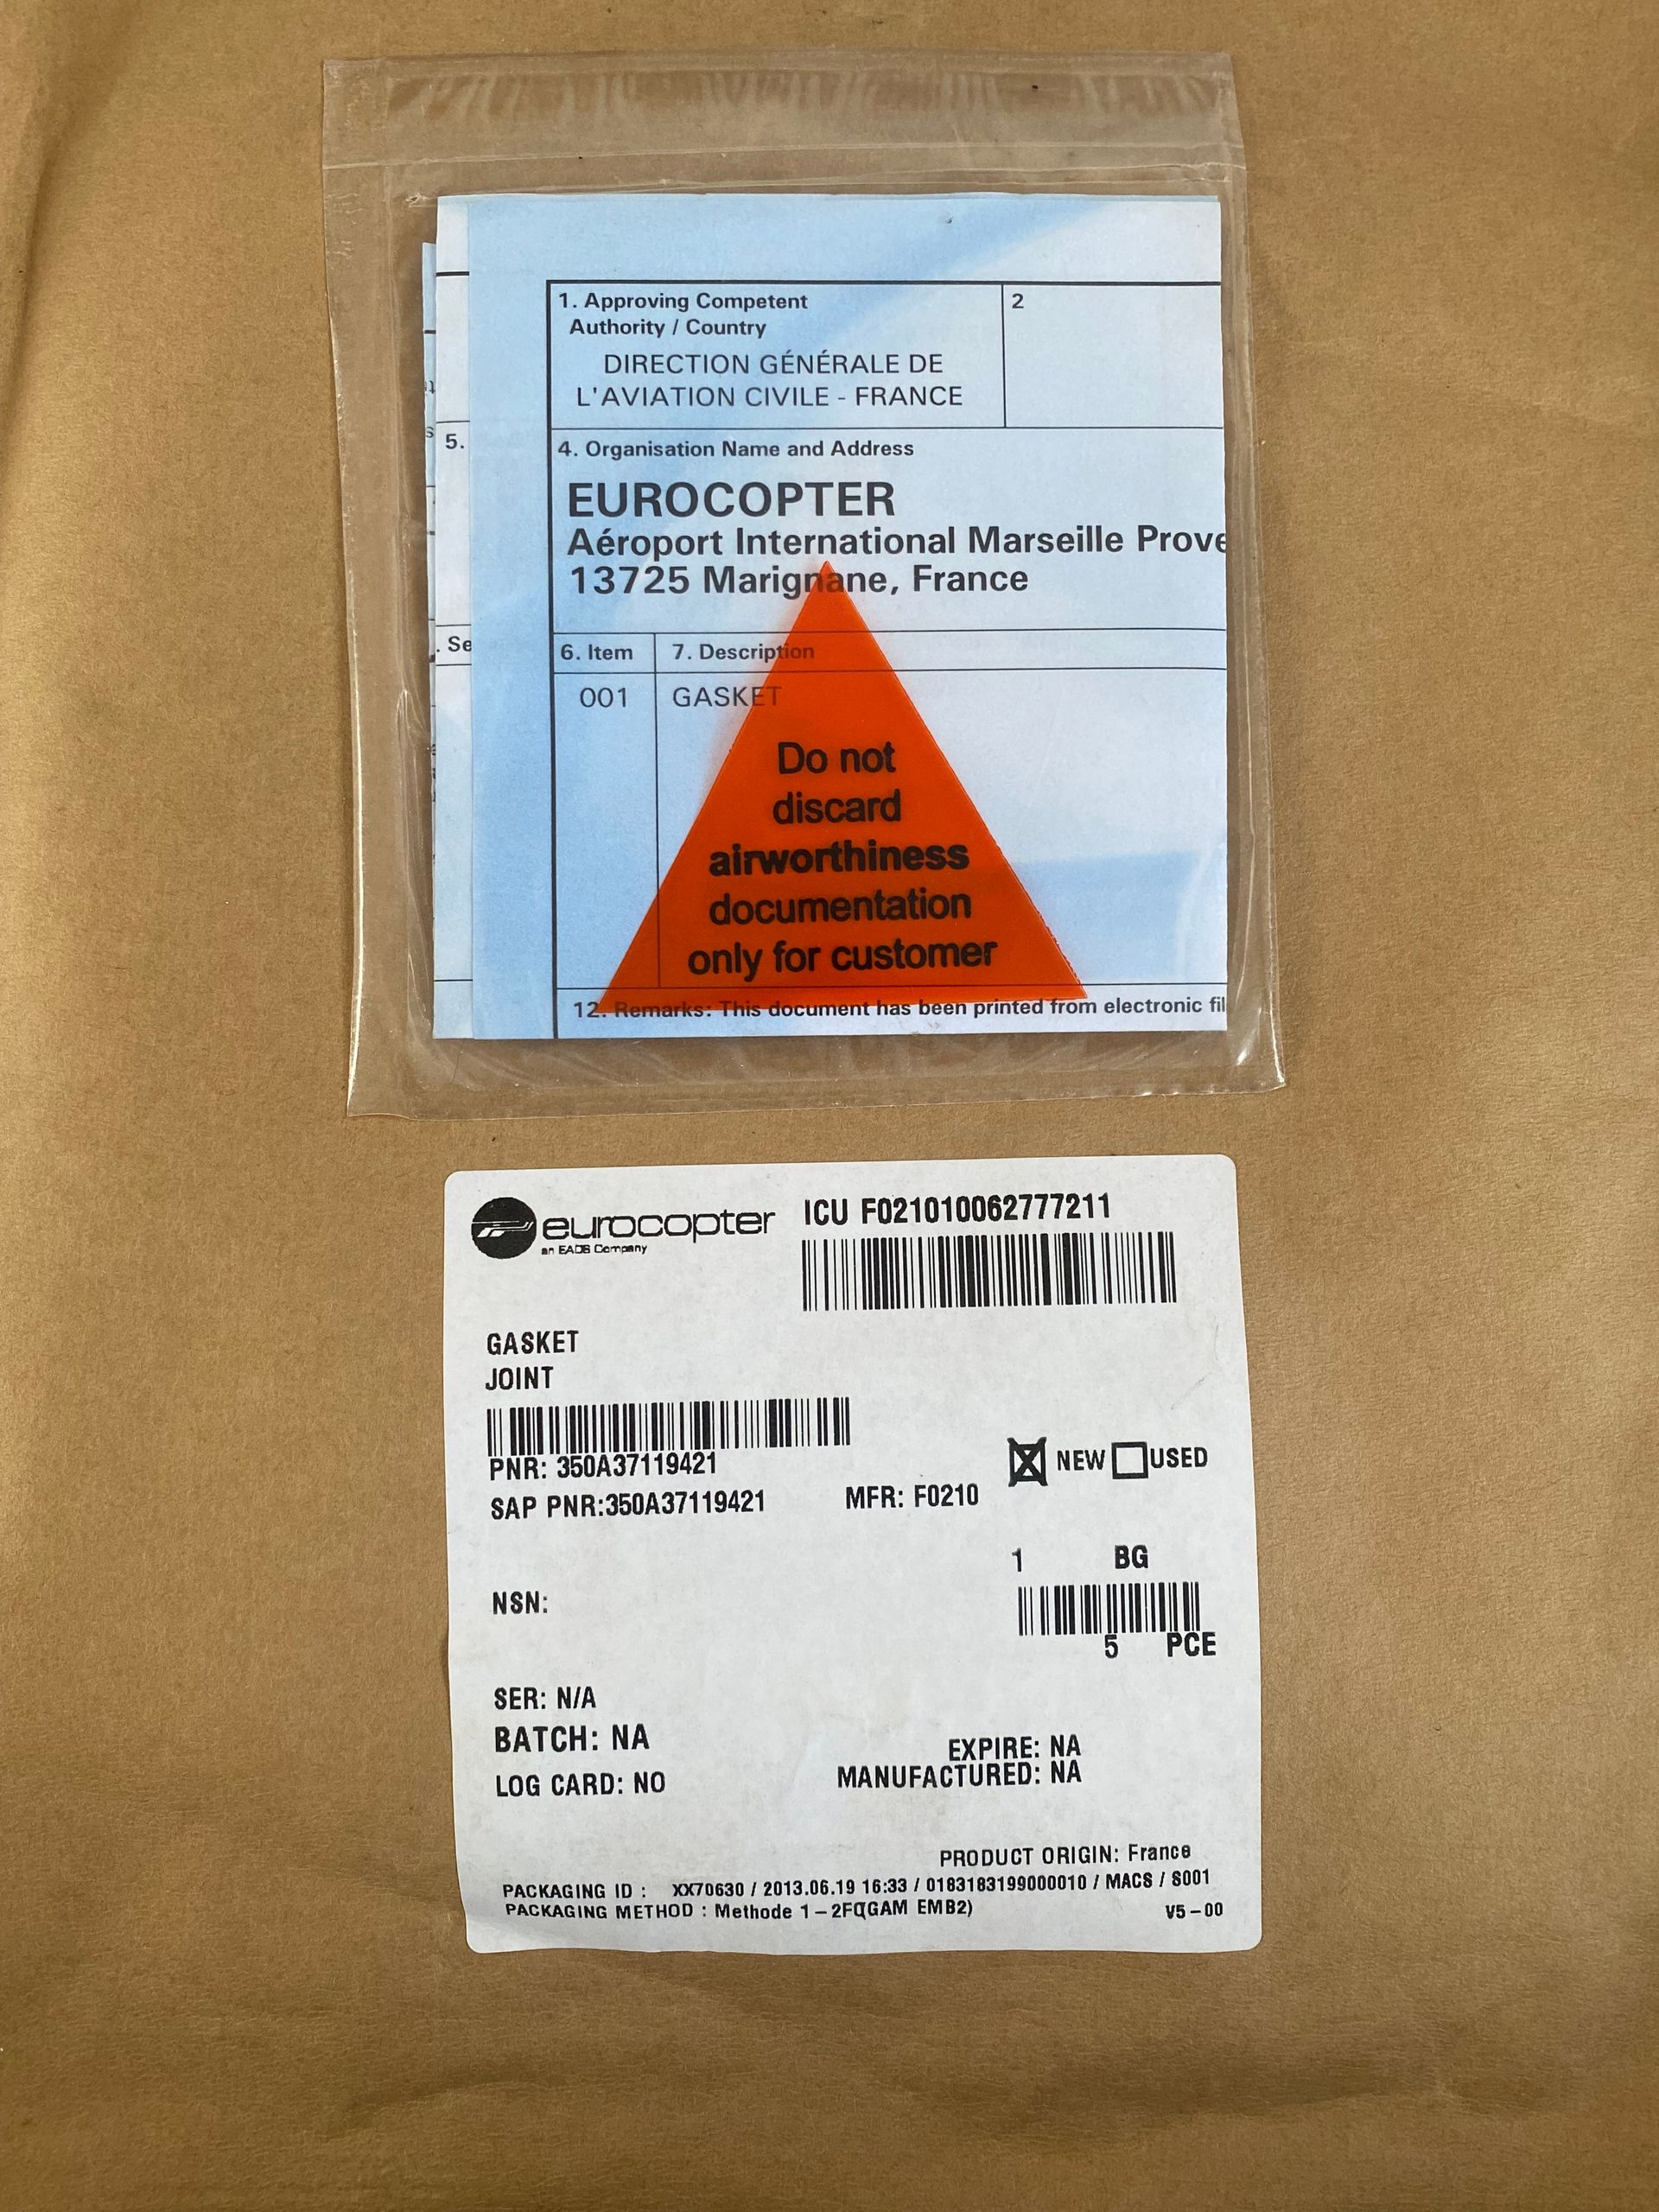 1. Approving Competent
Authority / Country
2
DIRECTION GÉNÉRALE DE
L'AVIATION CIVILE - FRANCE
5.
4. Organisation Name and Address
EUROCOPTER
Aéroport International Marseille Prove
13725 Marignane, France
. Se
6. Item
7. Description
001
GASKET
Do not
discard
airworthiness
documentation
only for customer
12. Remarks: This document has been printed from electronic fil
eurocopter
an EADS Company
ICU F021010062777211
GASKET
JOINT
PNR: 350A37119421
NEW USED
SAP PNR:350A37119421
MFR: F0210
1 BG
NSN:
5 PCE
SER: N/A
BATCH: NA
EXPIRE: NA
LOG CARD: NO
MANUFACTURED: NA
PRODUCT ORIGIN: France
PACKAGING ID : XX70630 / 2013.06.19 16:33 / 0183183199000010 / MACS / S001
PACKAGING METHOD : Methode 1-2FQ(GAM EMB2)
V5-00